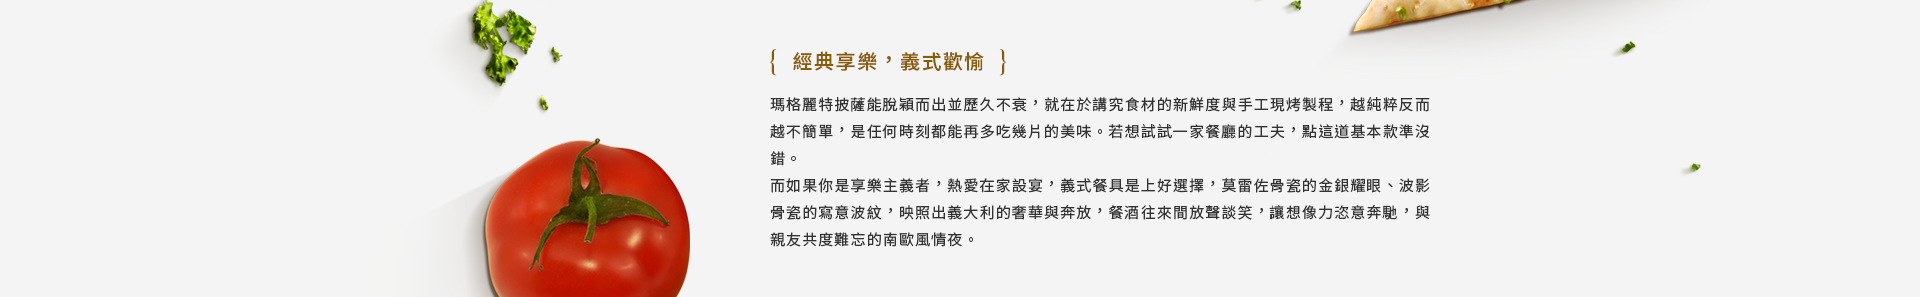 { 經典享樂，義式歡愉 }
瑪格麗特披薩能脫穎而出並歷久不衰，就在於講究食材的新鮮度與手工現烤製程，越純粹反而
越不簡單，是任何時刻都能再多吃幾片的美味。若想試試一家餐廳的工夫，點這道基本款準沒
錯。
而如果你是享樂主義者，熱愛在家設宴，義式餐具是上好選擇，莫雷佐骨瓷的金銀耀眼、波影
骨瓷的寫意波紋，映照出義大利的奢華與奔放，餐酒往來間放聲談笑，讓想像力恣意奔馳，與
親友共度難忘的南歐風情夜。